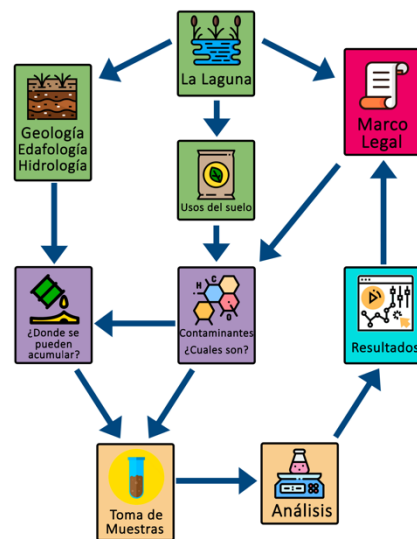 La Laguna
Geología
Edafología
Hidrología
Marco
Legal
Usos del suelo
¿Donde se
pueden
acumular?
H
C
O
Contaminantes
¿Cuales son?
Resultados
Toma de
Muestras
Análisis